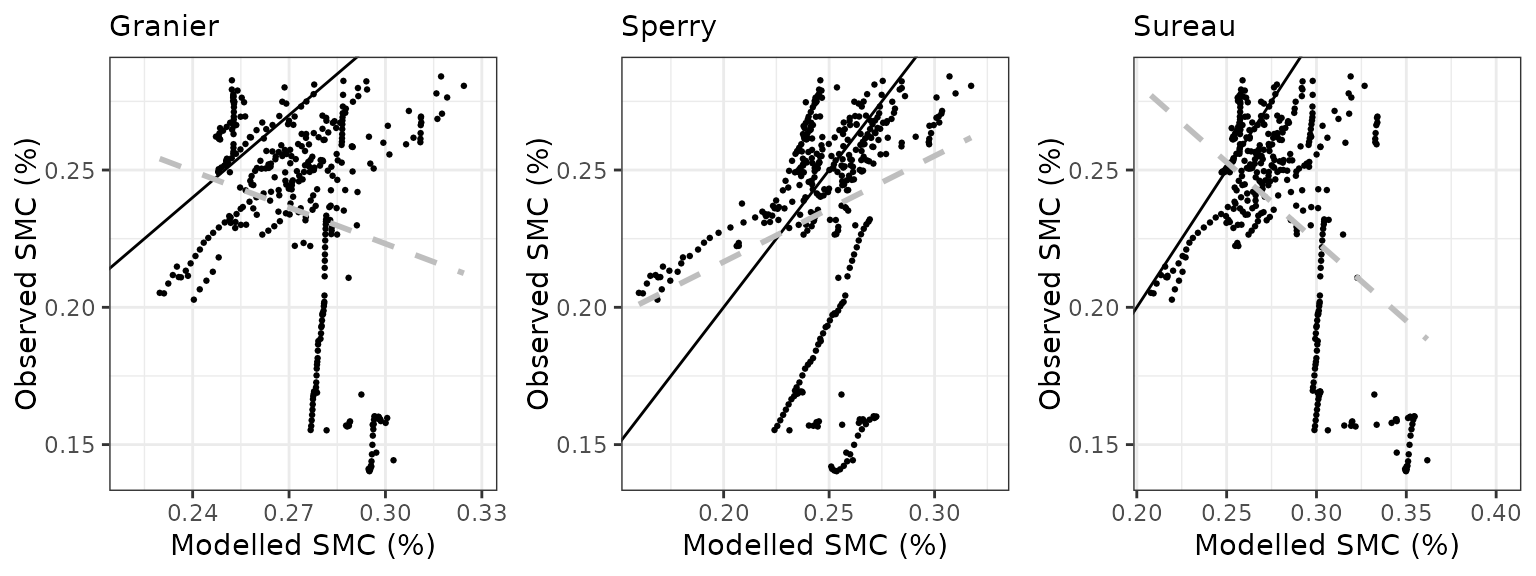 Granier
Observed SMC (%)
0.25
0.20
0.15
0.24 0.27 0.30 0.33
Modelled SMC (%)
Sperry
Observed SMC (%)
0.25
0.20
0.15
0.20 0.25 0.30
Modelled SMC (%)
Sureau
Observed SMC (%)
0.25
0.20
0.15
0.20 0.25 0.30 0.35 0.40
Modelled SMC (%)